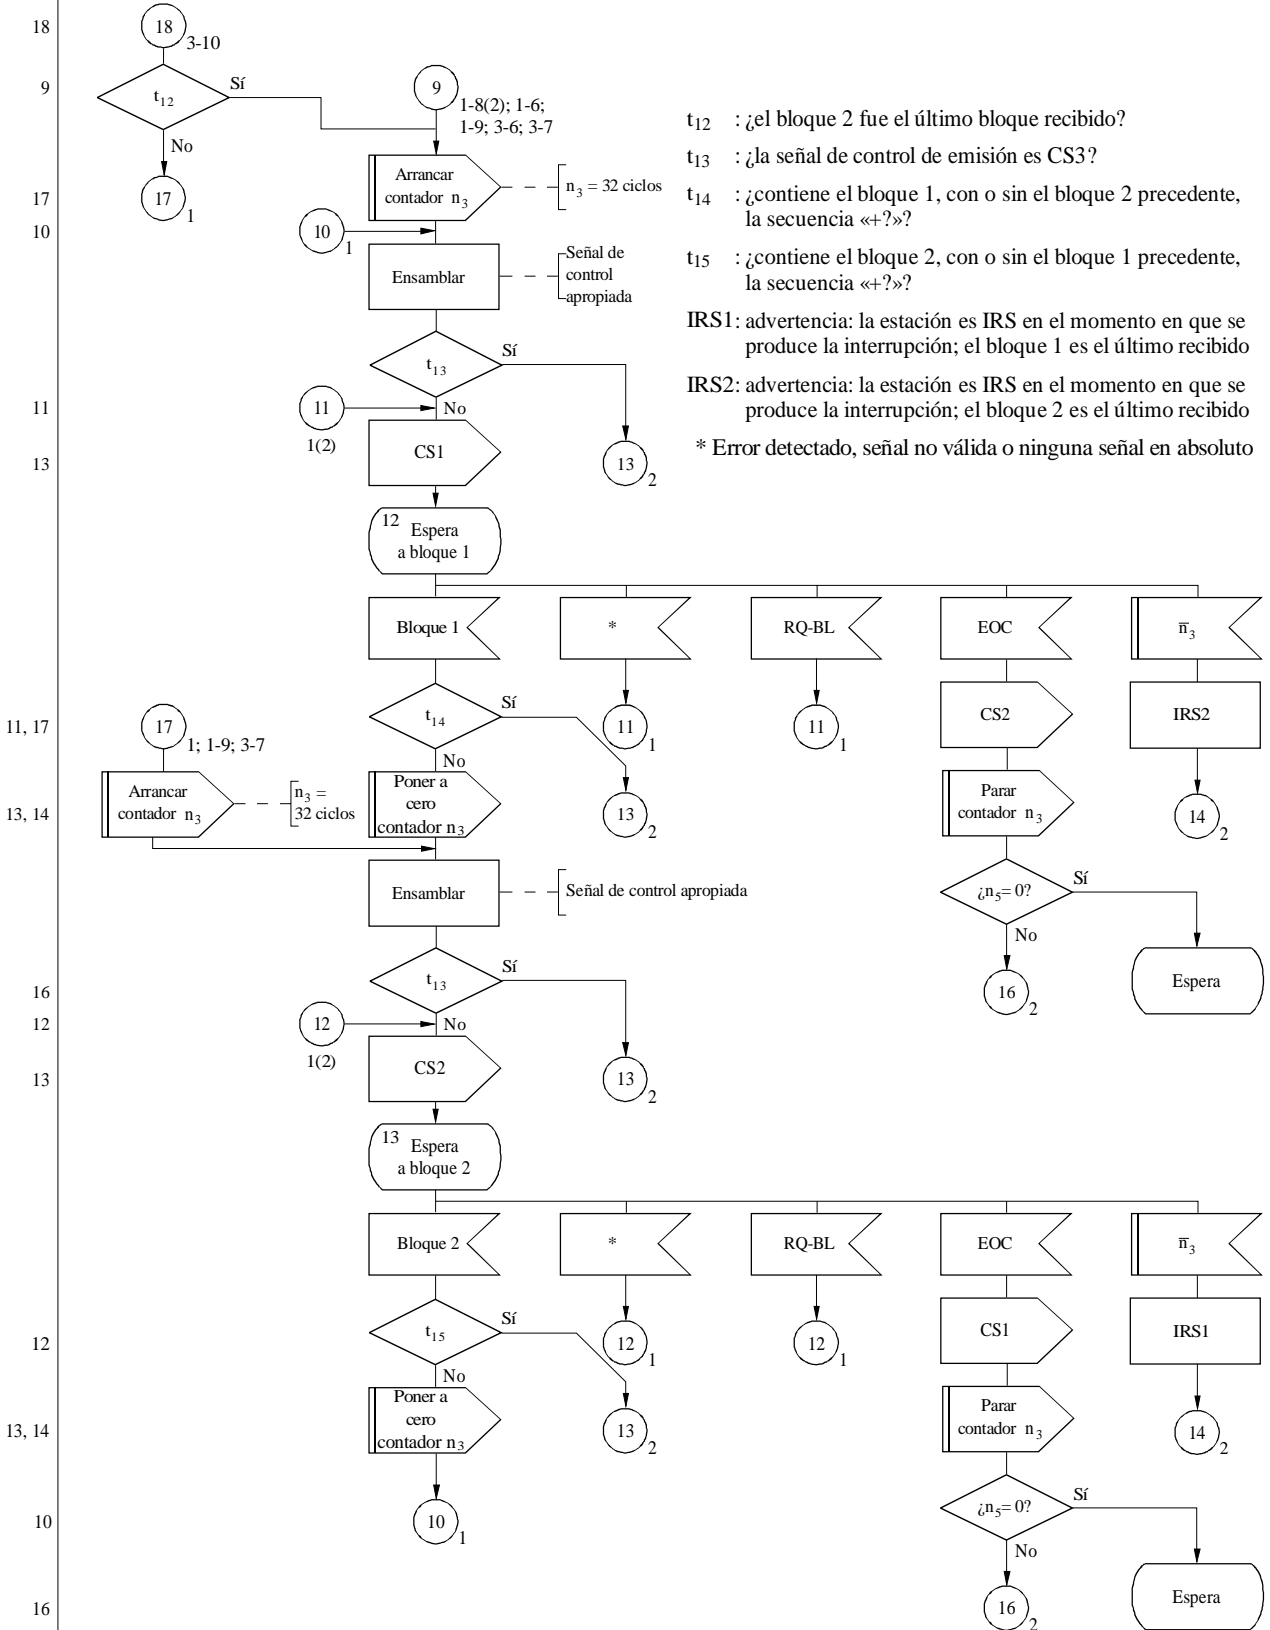 18
18
3-10
9
t12
Sí
9
1-8(2); 1-6;
1-9; 3-6; 3-7
No
17
17
1
Arrancar
contador n3
n3 = 32 ciclos
t12 : ¿el bloque 2 fue el último bloque recibido?
t13 : ¿la señal de control de emisión es CS3?
t14 : ¿contiene el bloque 1, con o sin el bloque 2 precedente,
la secuencia «+?»?
t15 : ¿contiene el bloque 2, con o sin el bloque 1 precedente,
la secuencia «+?»?
IRS1: advertencia: la estación es IRS en el momento en que se
produce la interrupción; el bloque 1 es el último recibido
IRS2: advertencia: la estación es IRS en el momento en que se
produce la interrupción; el bloque 2 es el último recibido
* Error detectado, señal no válida o ninguna señal en absoluto
10
10
1
Ensamblar
Señal de
control
apropiada
t13
Sí
No
11
11
1(2)
CS1
13
13
2
12
Espera
a bloque 1
Bloque 1
*
RQ-BL
EOC
n̅3
t14
Sí
No
11, 17
17
1; 1-9; 3-7
11
1
11
1
CS2
IRS2
Arrancar
contador n3
n3 =
32 ciclos
Poner a
cero
contador n3
13, 14
13
2
Parar
contador n3
14
2
Ensamblar
Señal de control apropiada
¿n5= 0?
Sí
No
t13
Sí
No
16
16
2
Espera
12
12
1(2)
CS2
13
13
2
13
Espera
a bloque 2
Bloque 2
*
RQ-BL
EOC
n̅3
t15
Sí
No
12
12
1
12
1
CS1
IRS1
Poner a
cero
contador n3
13, 14
13
2
Parar
contador n3
14
2
10
10
1
¿n5= 0?
Sí
No
16
16
2
Espera